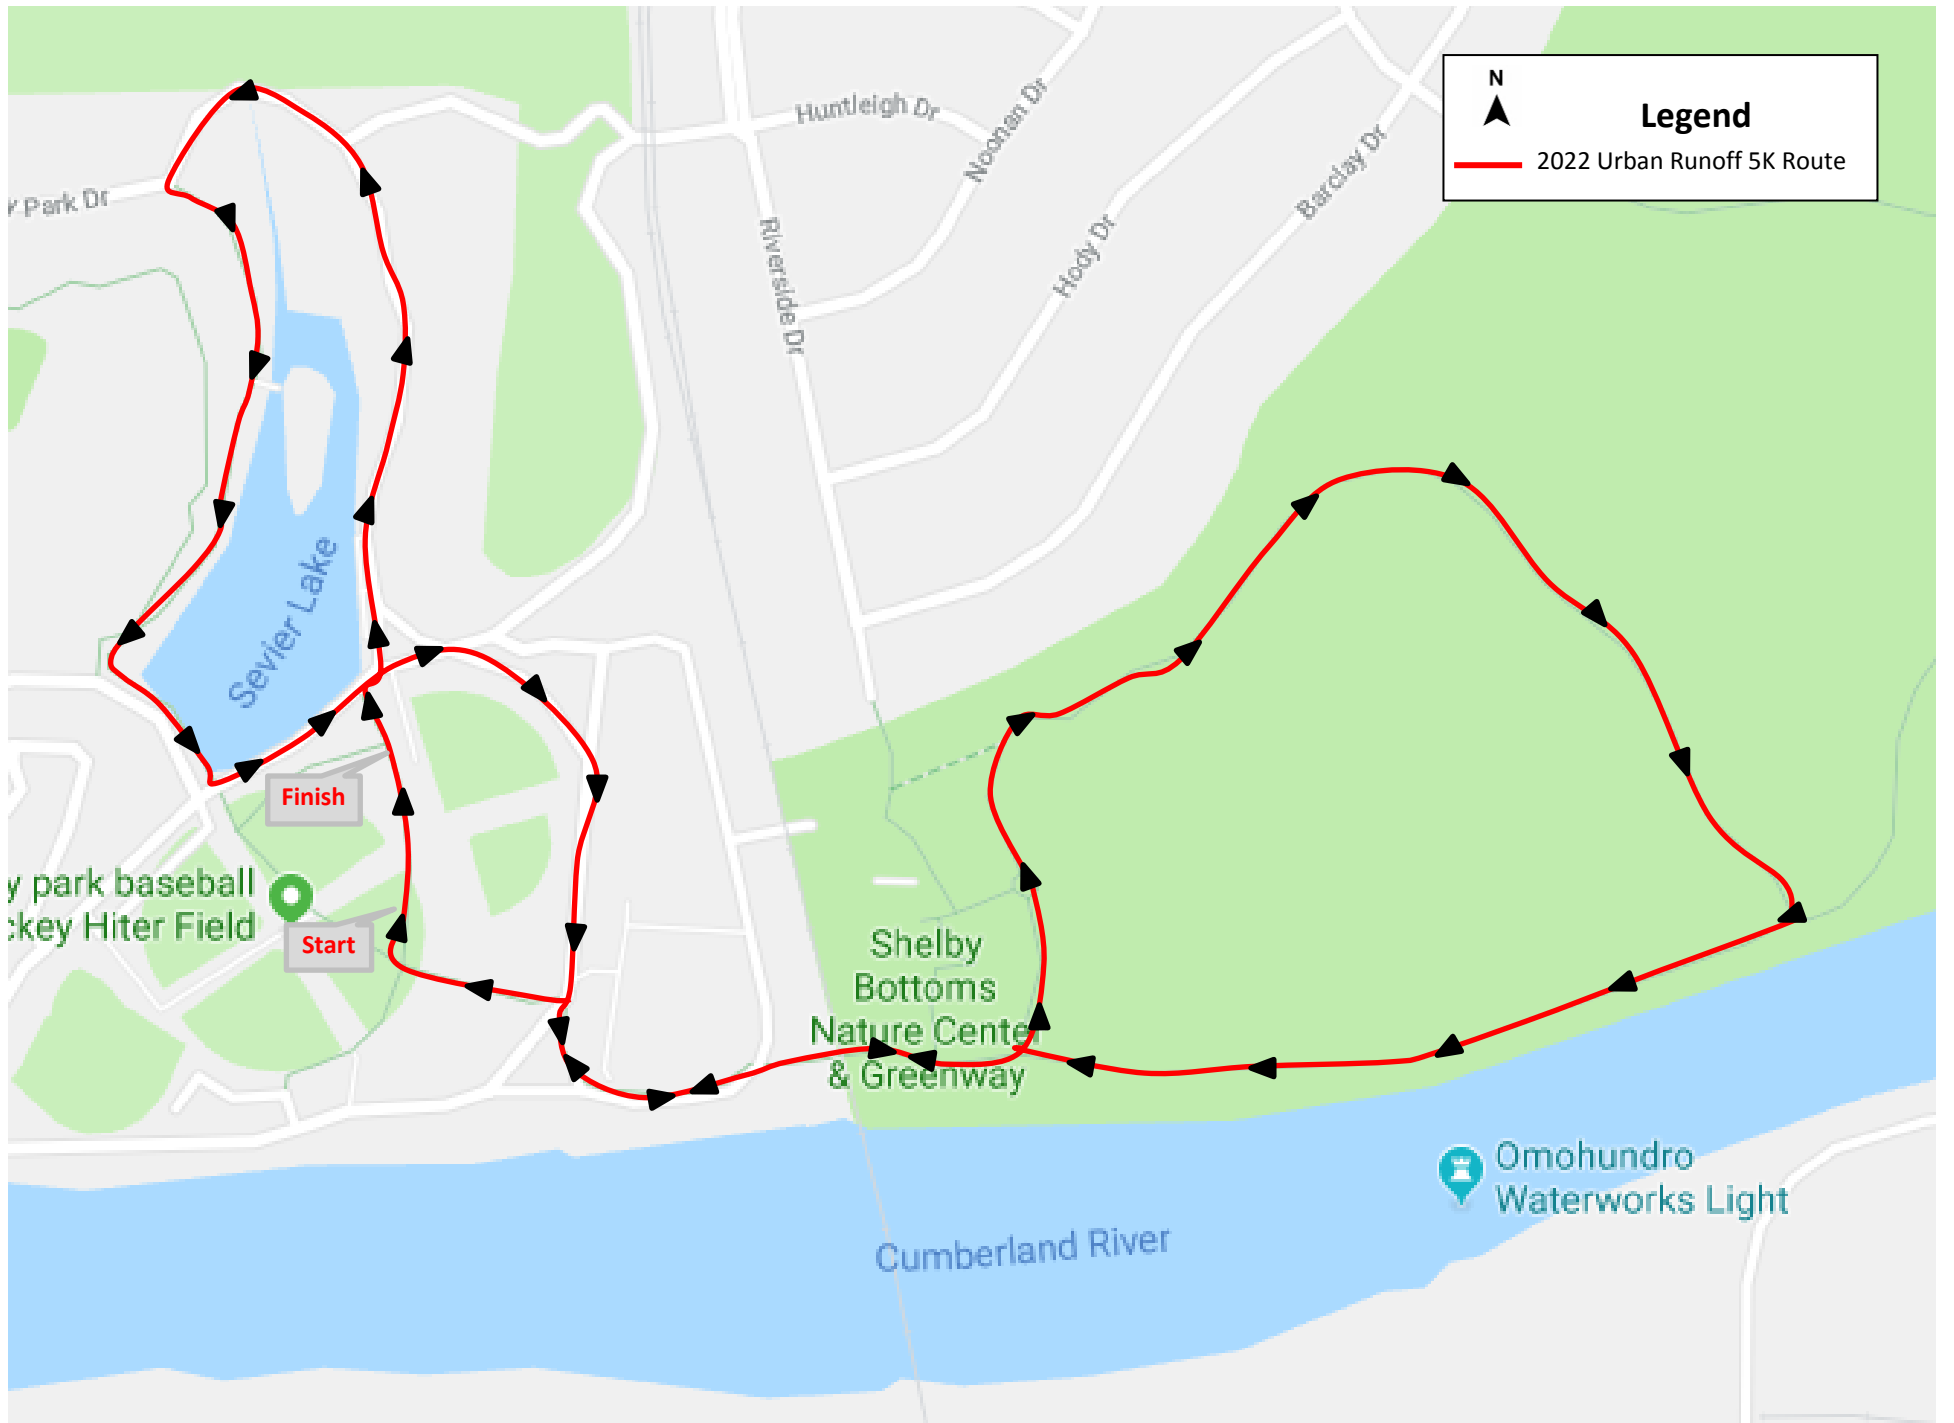 N
Legend
2022 Urban Runoff 5K Route
Huntleigh Dr
Noonan Dr
Barclay Dr
Park Dr
Riverside Dr
Hody Dr
Sevier Lake
Finish
y park baseball
ckey Hiter Field
Start
Shelby
Bottoms
Nature Center
& Greenway
Omohundro
Waterworks Light
Cumberland River